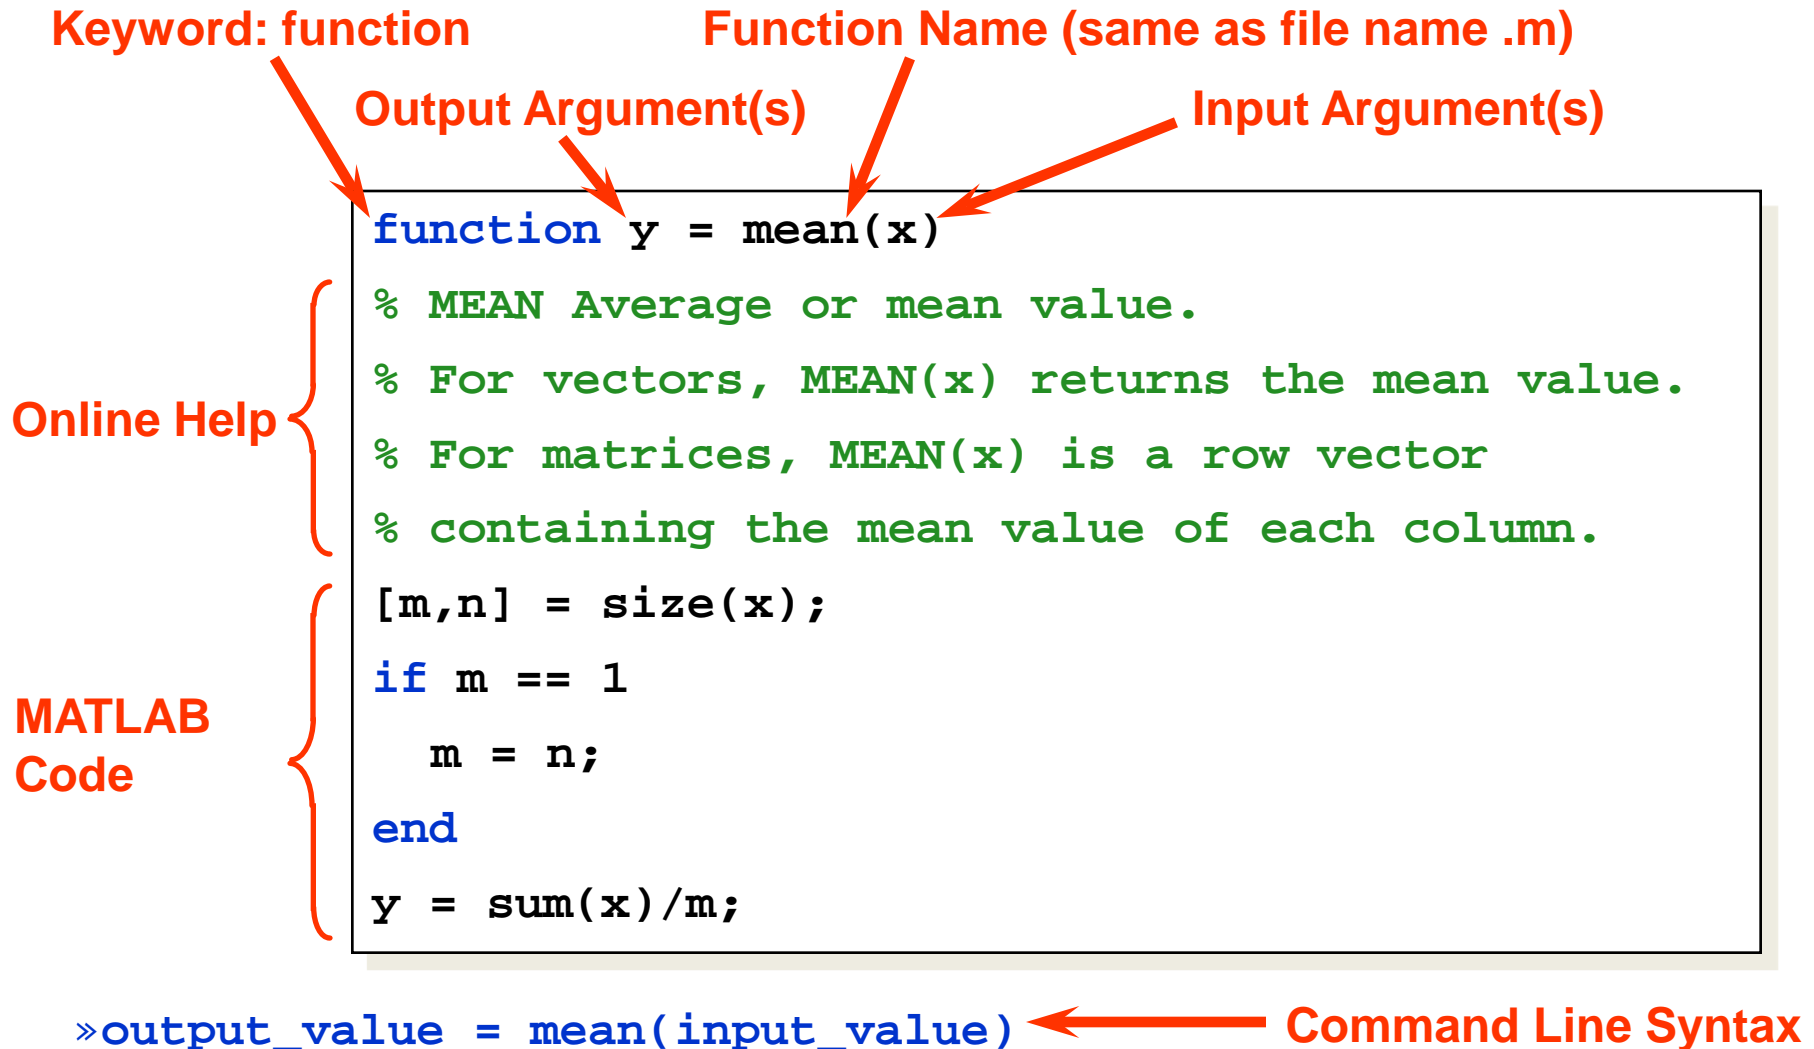 Keyword: function
Function Name (same as file name .m)
Output Argument(s)
Input Argument(s)
function y = mean(x)
% MEAN Average or mean value.
% For vectors, MEAN(x) returns the mean value.
Online Help
% For matrices, MEAN(x) is a row vector
% containing the mean value of each column.
[m,n] = size(x);
if m == 1
MATLAB
Code
m = n;
end
y = sum(x)/m;
»output_value = mean(input_value)
Command Line Syntax